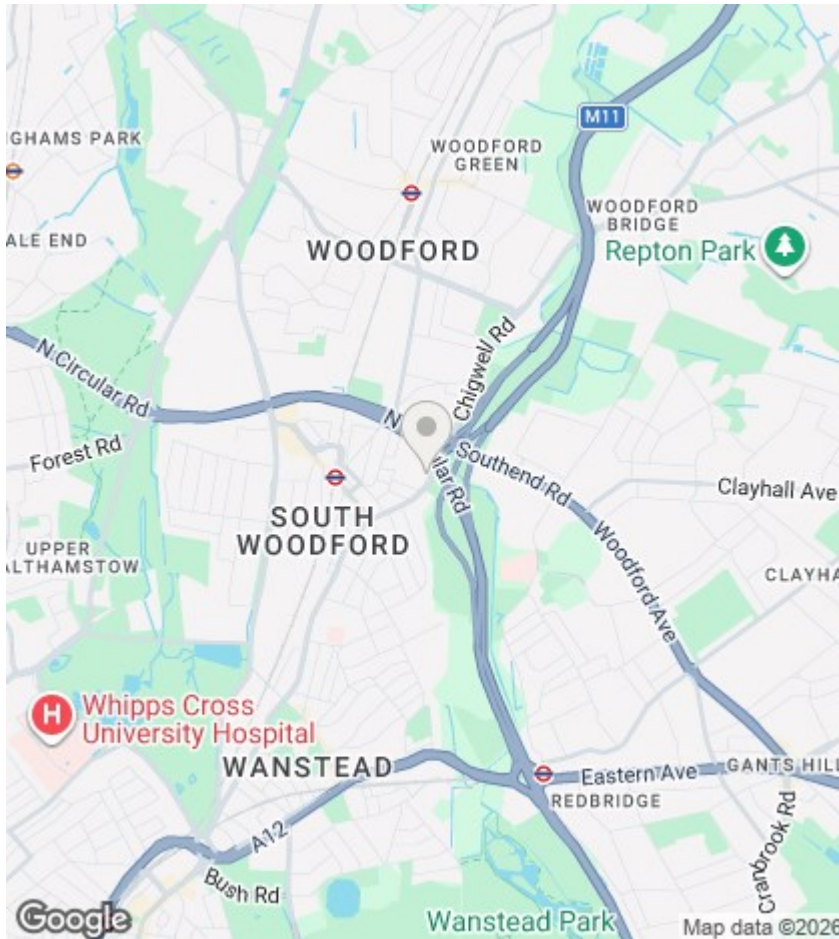 M11
GHAMS PARK
WOODFORD
GREEN
WOODFORD
BRIDGE
ALE END
WOODFORD
Repton Park
Chigwell Rd
N Circular Rd
Southend Rd
Forest Rd
Clayhall Ave
SOUTH
WOODFORD
UPPER
ALTHAMSTOW
Woodford Ave
CLAYHA
H
Whipps Cross
University Hospital
WANSTEAD
Eastern Ave
GANTS HILL
REDBRIDGE
A12
Cranbrook Rd
Bush Rd
Google
Wanstead Park
Map data ©2026